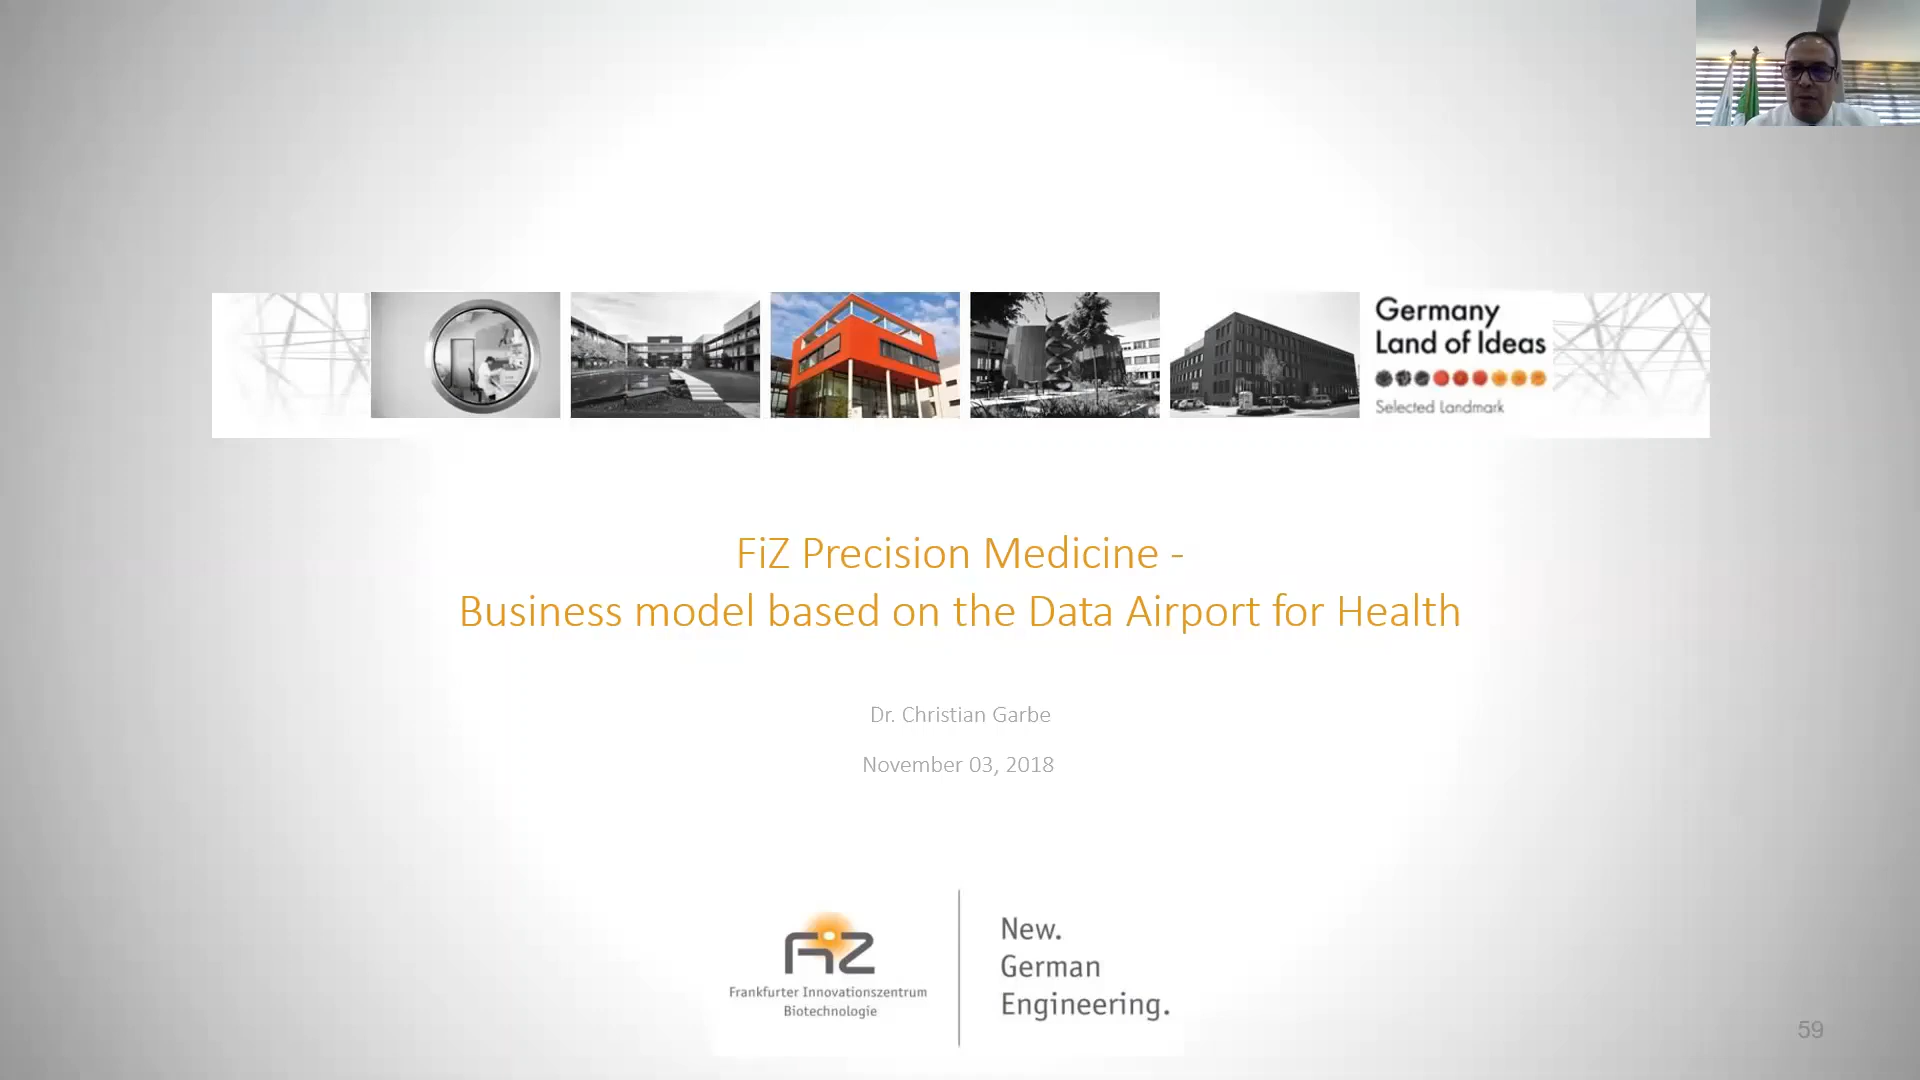 Germany
Land of Ideas
Selected Landmark
FiZ Precision Medicine -
Business model based on the Data Airport for Health
Dr. Christian Garbe
November 03, 2018
FiZ
Frankfurter Innovationszentrum
Biotechnologie
New.
German
Engineering.
59